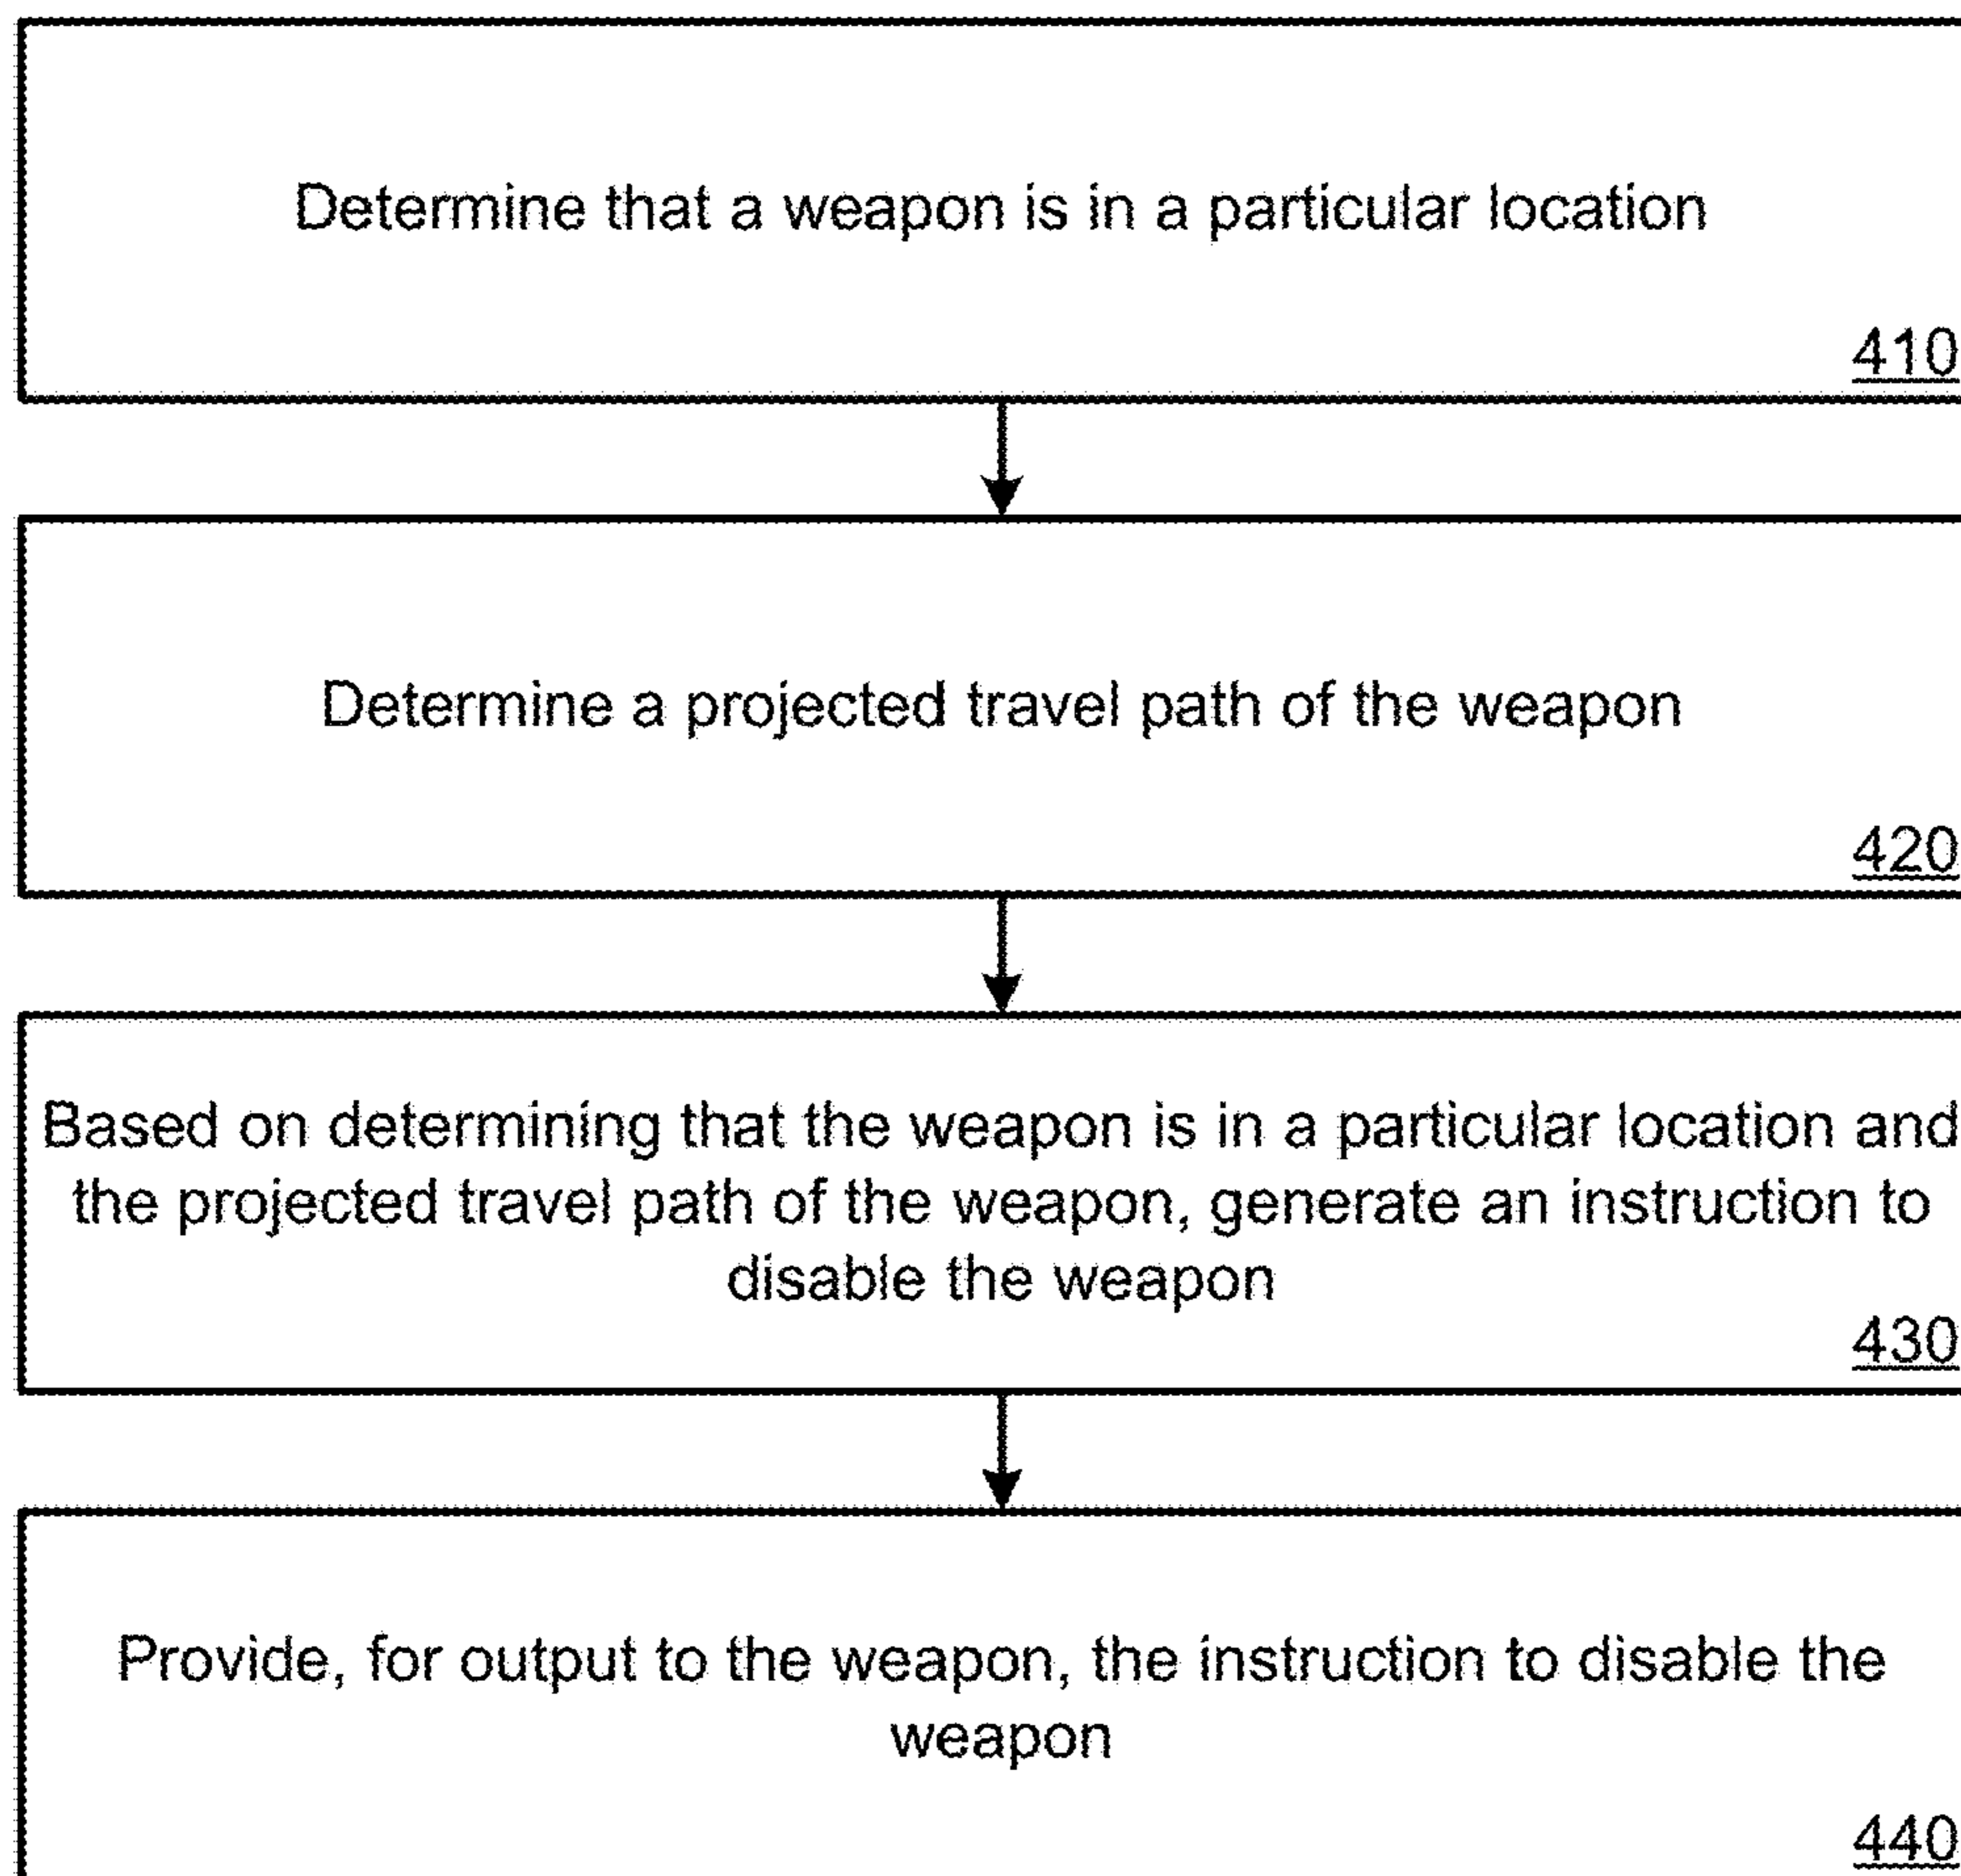 Determine that a weapon is in a particular location
410
Determine a projected travel path of the weapon
420
Based on determining that the weapon is in a particular location and
the projected travel path of the weapon, generate an instruction to
disable the weapon
430
Provide, for output to the weapon, the instruction to disable the
weapon
440